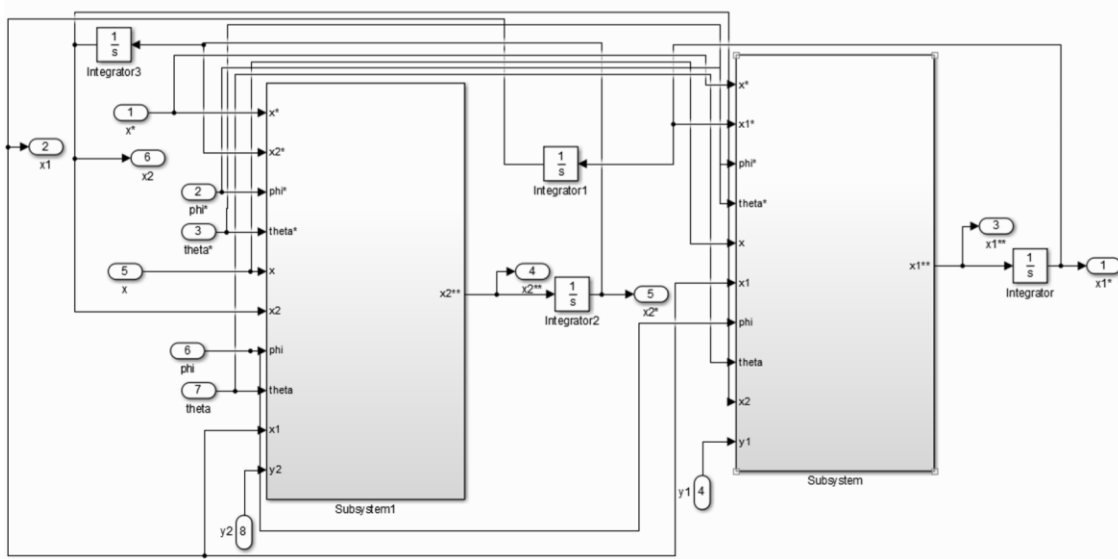 1
s
Integrator3
1
x*
2
x1
6
x2
2
phi*
3
theta*
5
x
6
phi
7
theta
y2 8
x*
x2*
phi*
theta*
x
x2
phi
theta
x1
y2
x2**
Subsystem1
1
s
Integrator1
4
x2**
1
s
Integrator2
5
x2*
y1 4
x*
x1*
phi*
theta*
x
x1
phi
theta
x2
y1
x1**
Subsystem
3
x1**
1
s
Integrator
1
x1*